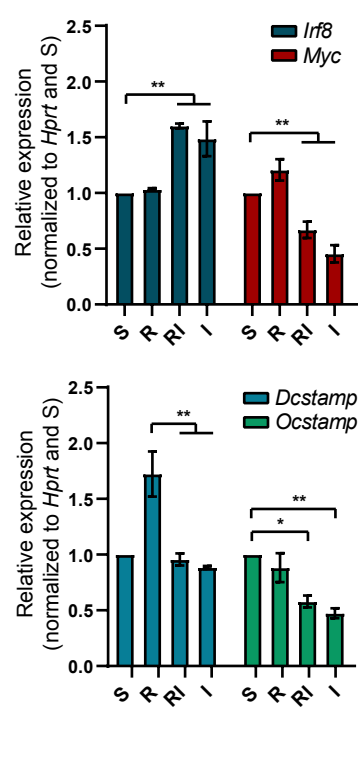 Relative expression
(normalized to Hprt and S)
2.5
2.0
1.5
1.0
0.5
0.0
Irf8
Myc
**
**
S R RI I S R RI I
Relative expression
(normalized to Hprt and S)
2.5
2.0
1.5
1.0
0.5
0.0
Dcstamp
Ocstamp
**
**
*
S R RI I S R RI I